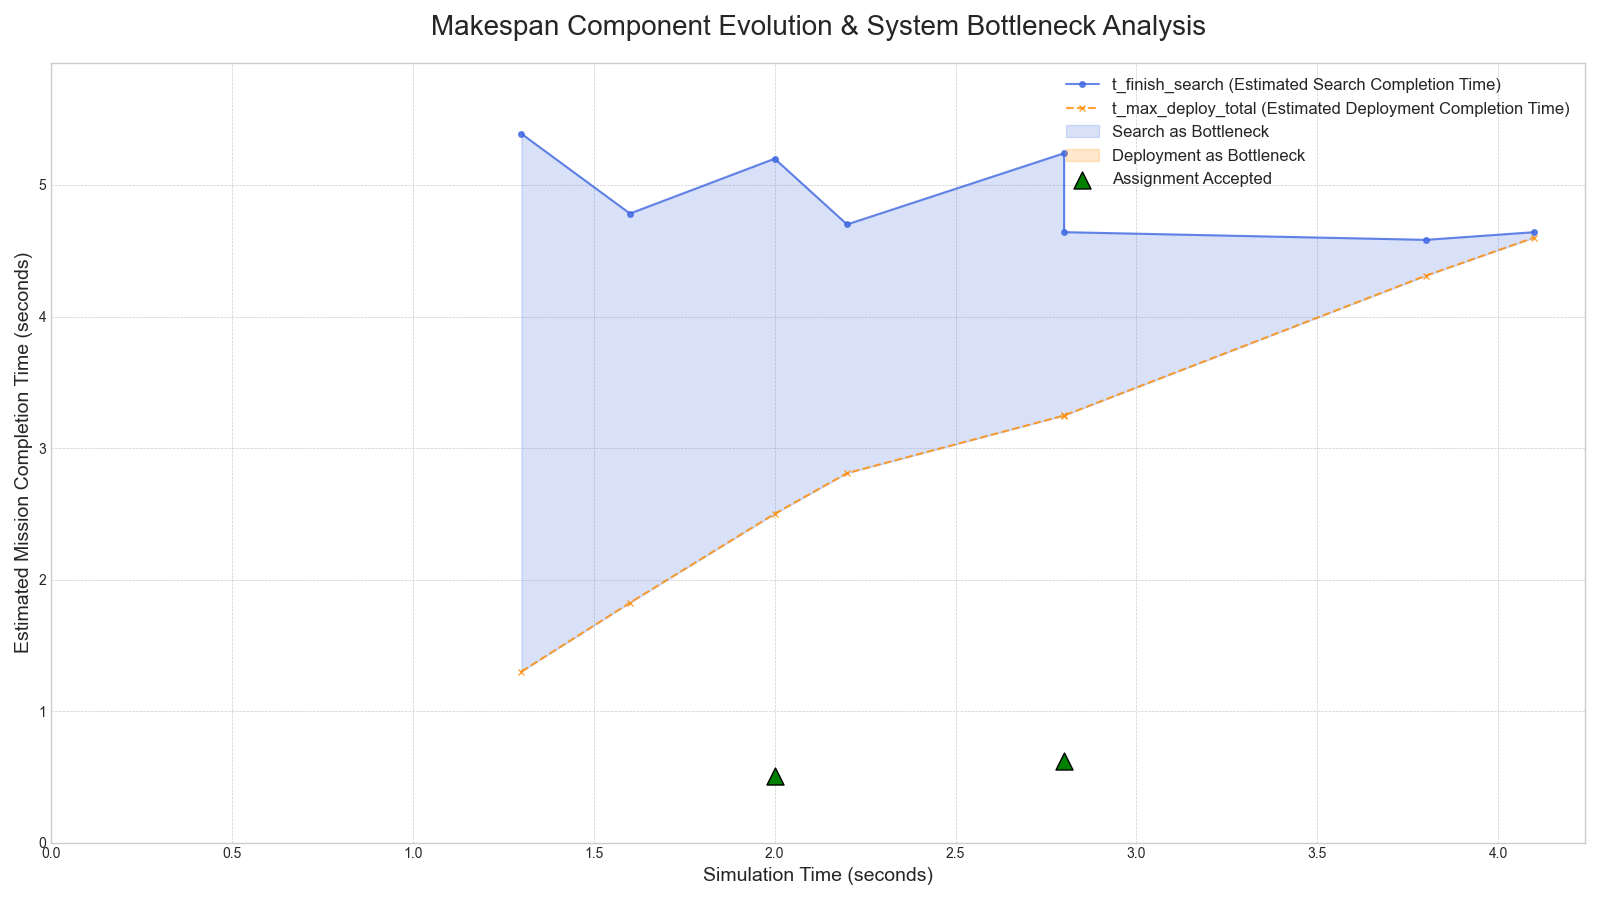 Makespan Component Evolution & System Bottleneck Analysis
t_finish_search (Estimated Search Completion Time)
t_max_deploy_total (Estimated Deployment Completion Time)
Search as Bottleneck
Deployment as Bottleneck
Assignment Accepted
Estimated Mission Completion Time (seconds)
5
4
3
2
1
0
0.0 0.5 1.0 1.5 2.0 2.5 3.0 3.5 4.0
Simulation Time (seconds)